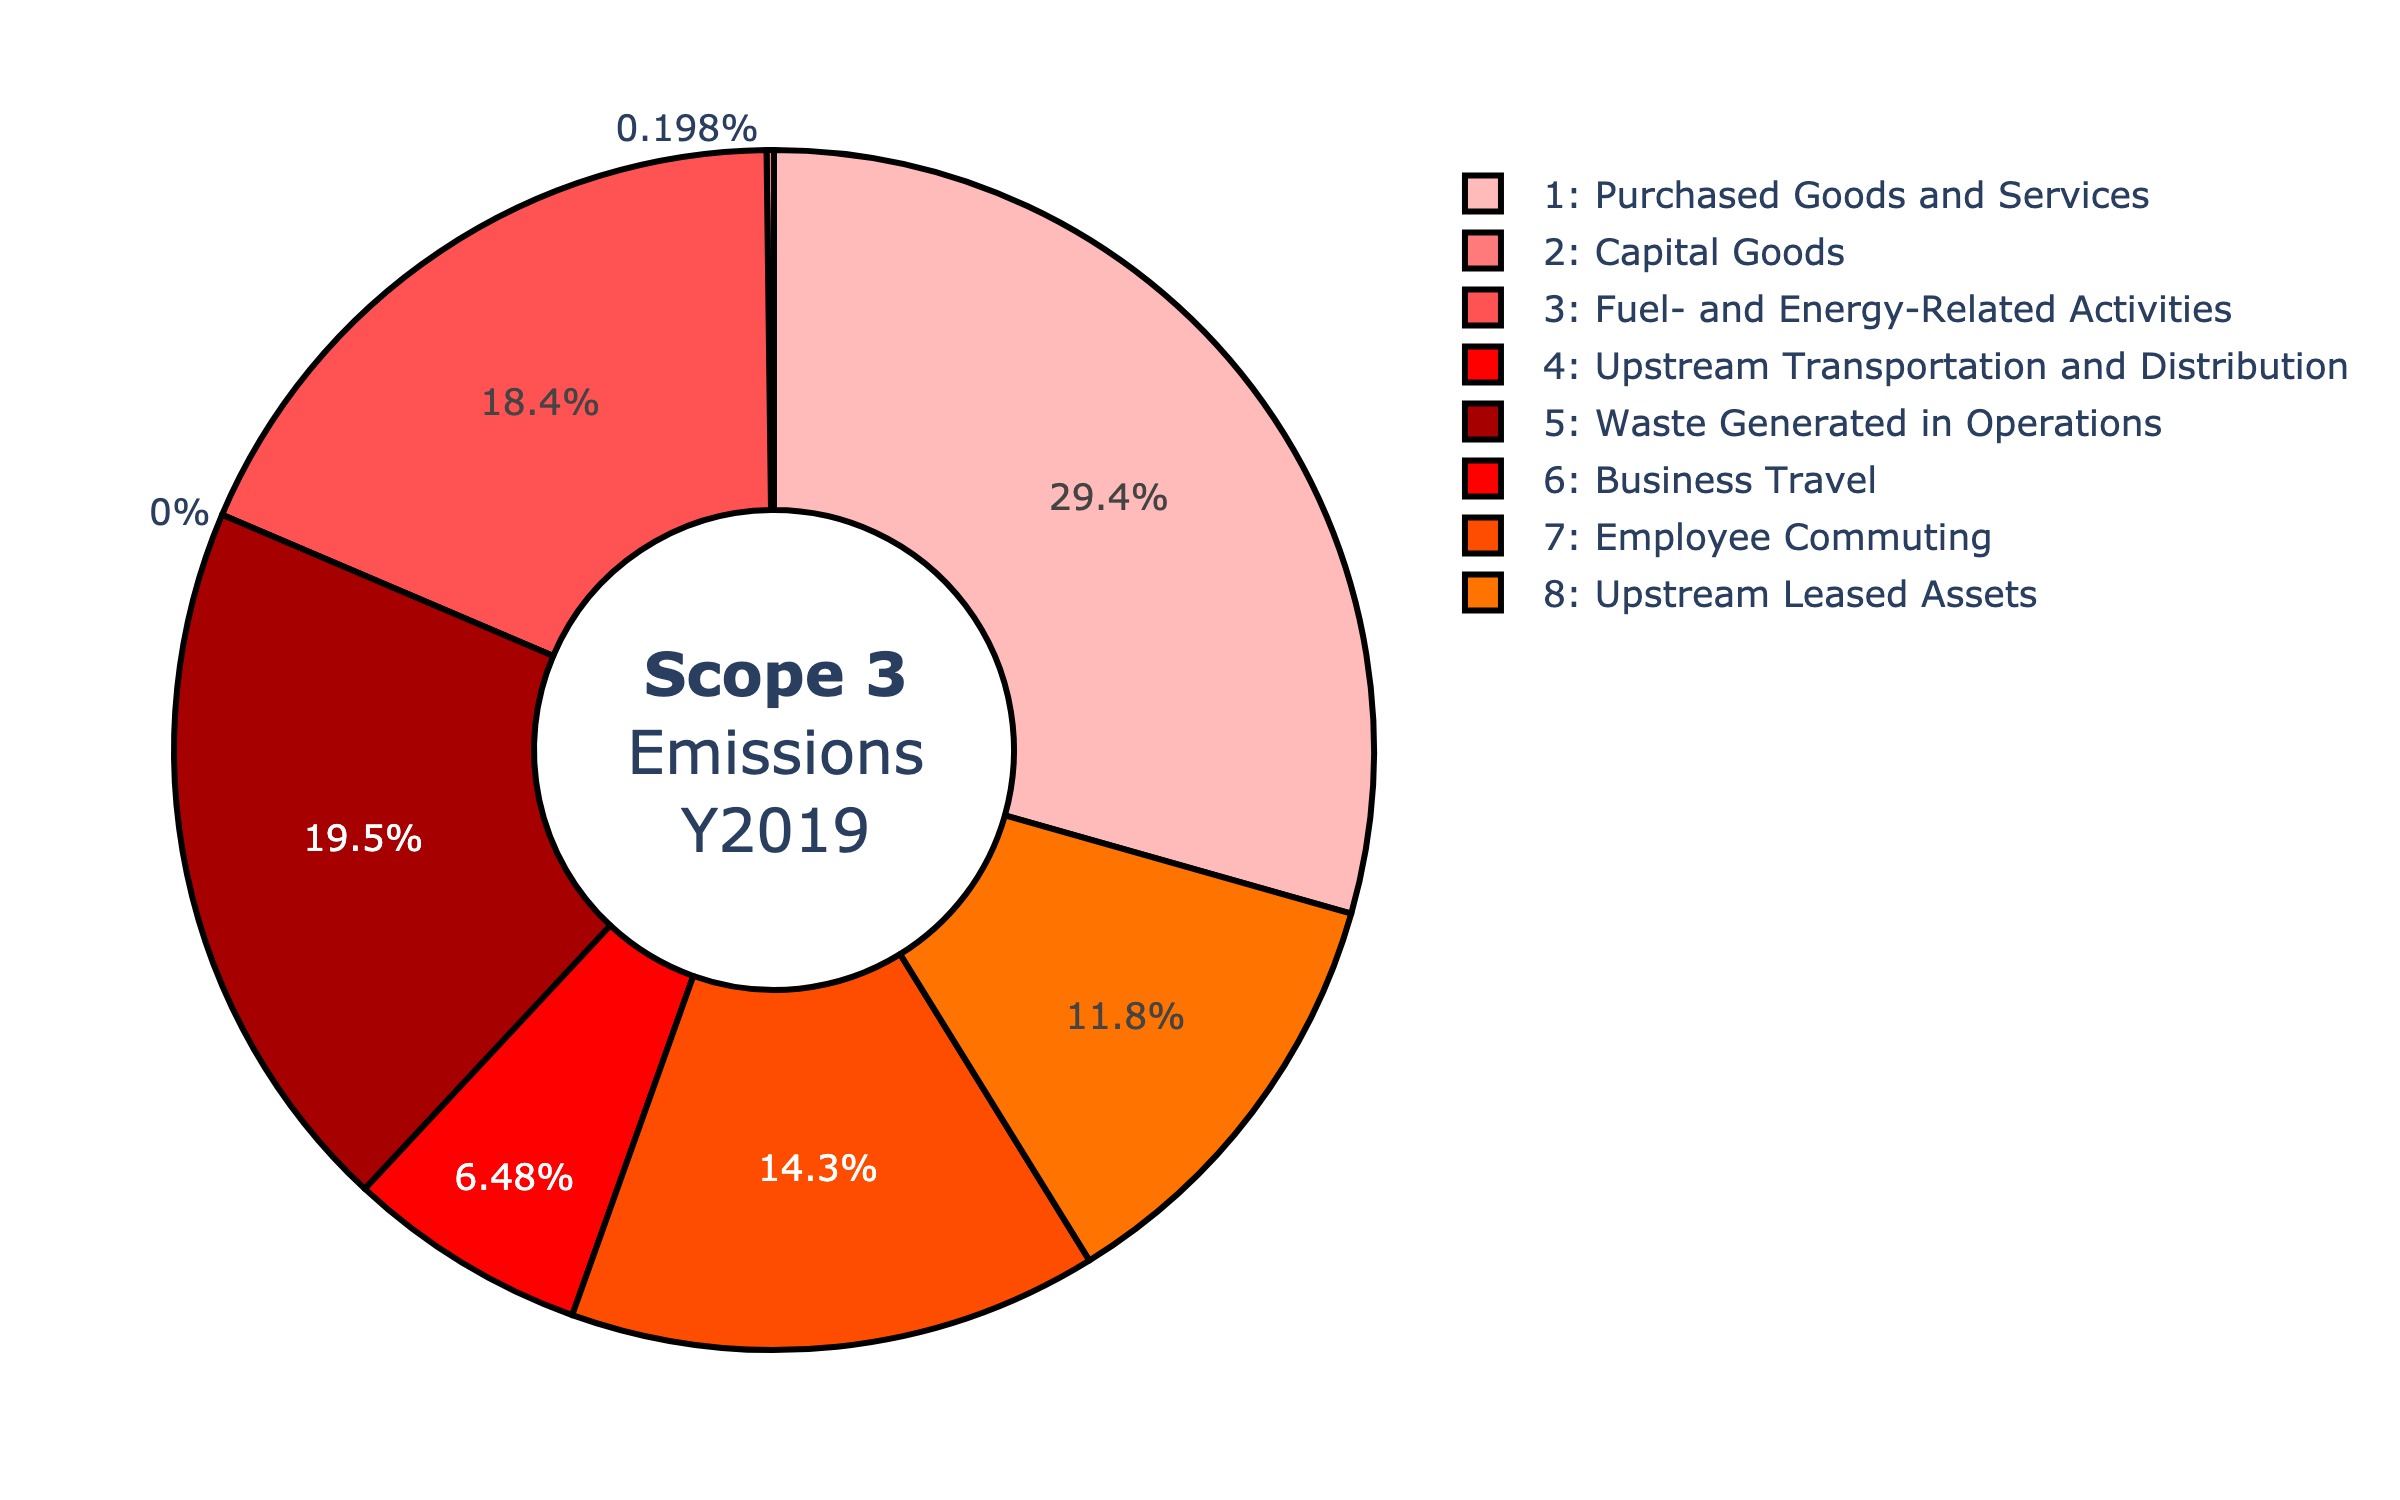 0.198%
18.4%
29.4%
0%
19.5%
11.8%
6.48%
14.3%
Scope 3
Emissions
Y2019
1: Purchased Goods and Services
2: Capital Goods
3: Fuel- and Energy-Related Activities
4: Upstream Transportation and Distribution
5: Waste Generated in Operations
6: Business Travel
7: Employee Commuting
8: Upstream Leased Assets